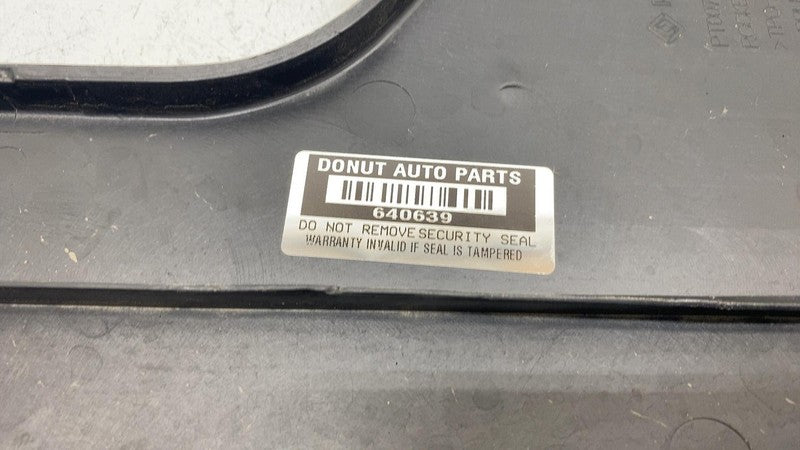 DONUT AUTO PARTS
640639
DO NOT REMOVE SECURITY SEAL
WARRANTY INVALID IF SEAL IS TAMPERED